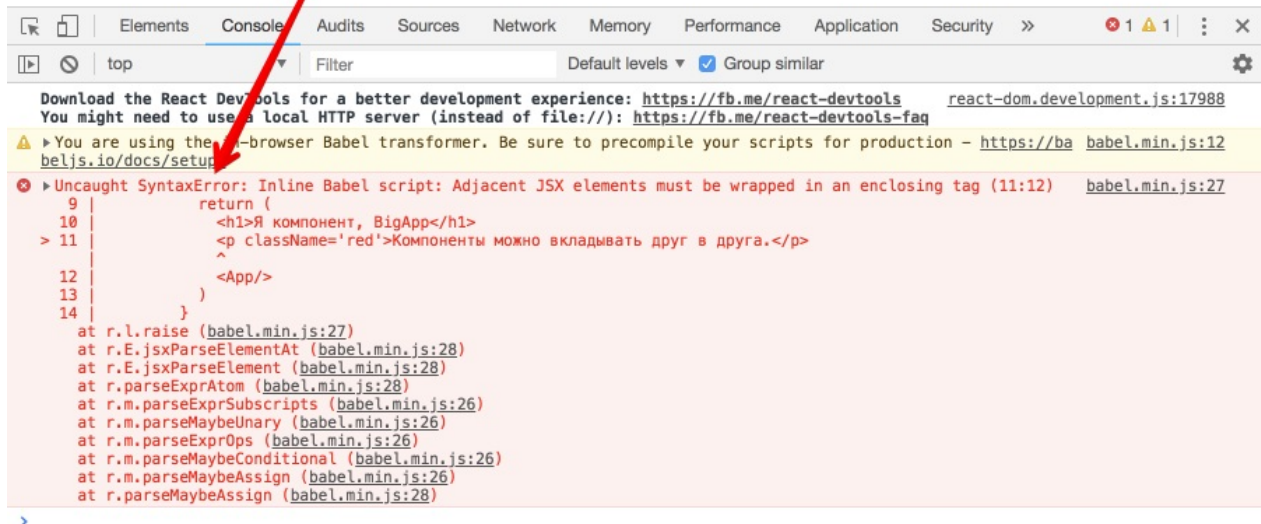 Elements Console Audits Sources Network Memory Performance Application Security » 1 1
top Filter Default levels ▼ Group similar
Download the React DevTools for a better development experience: https://fb.me/react-devtools react-dom.development.js:17988
You might need to use a local HTTP server (instead of file://): https://fb.me/react-devtools-faq
You are using the in-browser Babel transformer. Be sure to precompile your scripts for production – https://ba babel.min.js:12
beljs.io/docs/setup
Uncaught SyntaxError: Inline Babel script: Adjacent JSX elements must be wrapped in an enclosing tag (11:12) babel.min.js:27
9 | return (
10 | <h1>Я компонент, BigApp</h1>
> 11 | <p className='red'>Компоненты можно вкладывать друг в друга.</p>
| ^
12 | <App/>
13 | )
14 | }
at r.l.raise (babel.min.js:27)
at r.E.jsxParseElementAt (babel.min.js:28)
at r.E.jsxParseElement (babel.min.js:28)
at r.parseExprAtom (babel.min.js:28)
at r.m.parseExprSubscripts (babel.min.js:26)
at r.m.parseMaybeUnary (babel.min.js:26)
at r.m.parseExprOps (babel.min.js:26)
at r.m.parseMaybeConditional (babel.min.js:26)
at r.m.parseMaybeAssign (babel.min.js:26)
at r.parseMaybeAssign (babel.min.js:28)
>